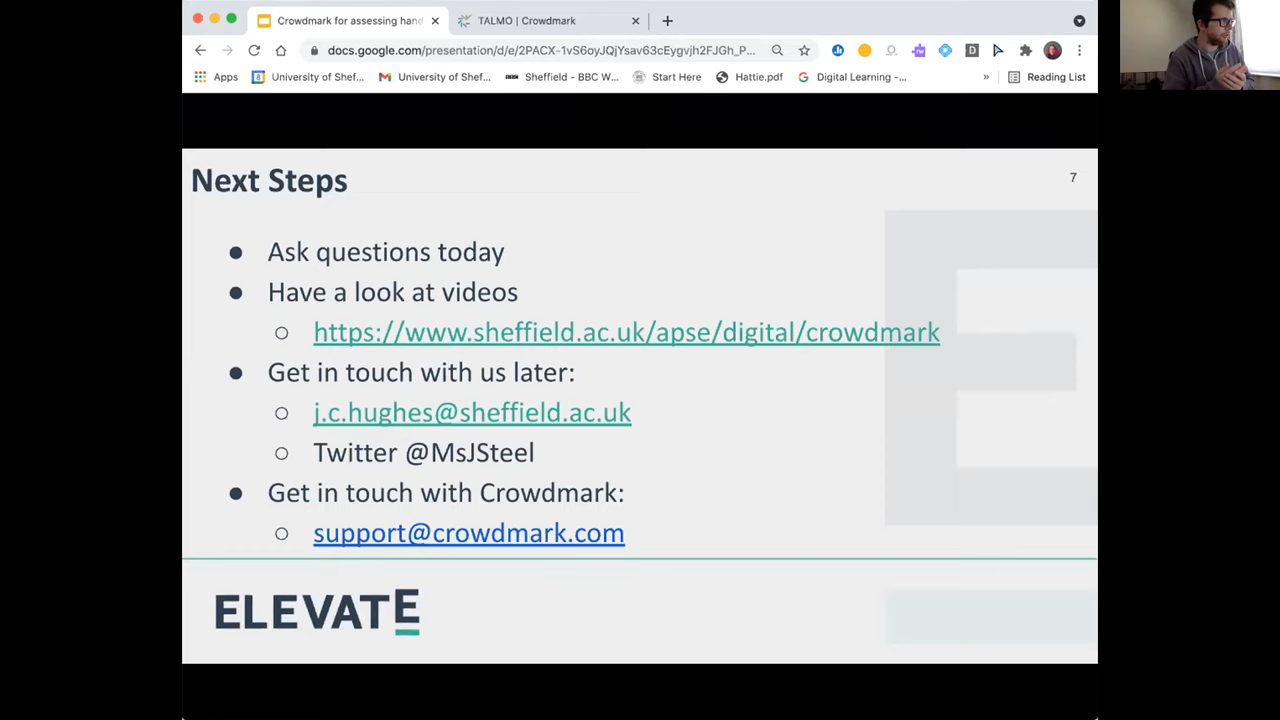 Crowdmark for assessing hand
TALMO | Crowdmark
docs.google.com/presentation/d/e/2PACX-1vS6oyJQjYsav63cEygvjh2FJGh_P...
Apps
8
University of Shef...
University of Sheff...
BBC
Sheffield - BBC W...
Start Here
Hattie.pdf
Digital Learning -...
»
Reading List
Next Steps
7
● Ask questions today
● Have a look at videos
○ https://www.sheffield.ac.uk/apse/digital/crowdmark
● Get in touch with us later:
○ j.c.hughes@sheffield.ac.uk
○ Twitter @MsJSteel
● Get in touch with Crowdmark:
○ support@crowdmark.com
ELEVATE